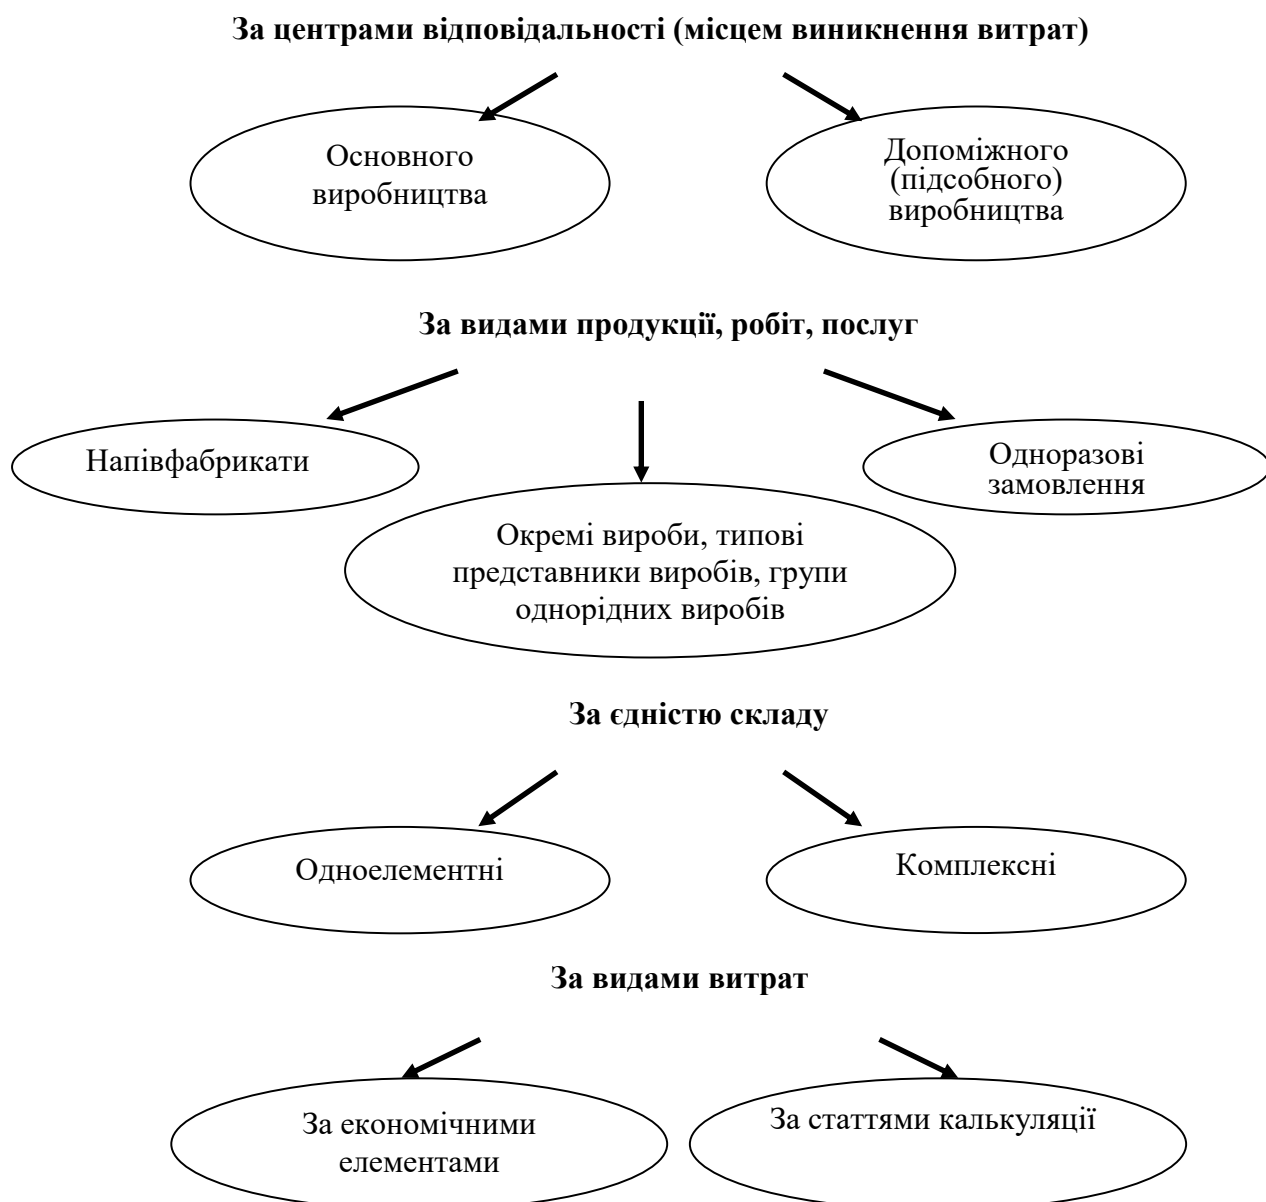 За центрами відповідальності (місцем виникнення витрат)
Основного
виробництва
Допоміжного
(підсобного)
виробництва
За видами продукції, робіт, послуг
Напівфабрикати
Одноразові
замовлення
Окремі вироби, типові
представники виробів, групи
однорідних виробів
За єдністю складу
Одноелементні
Комплексні
За видами витрат
За економічними
елементами
За статтями калькуляції